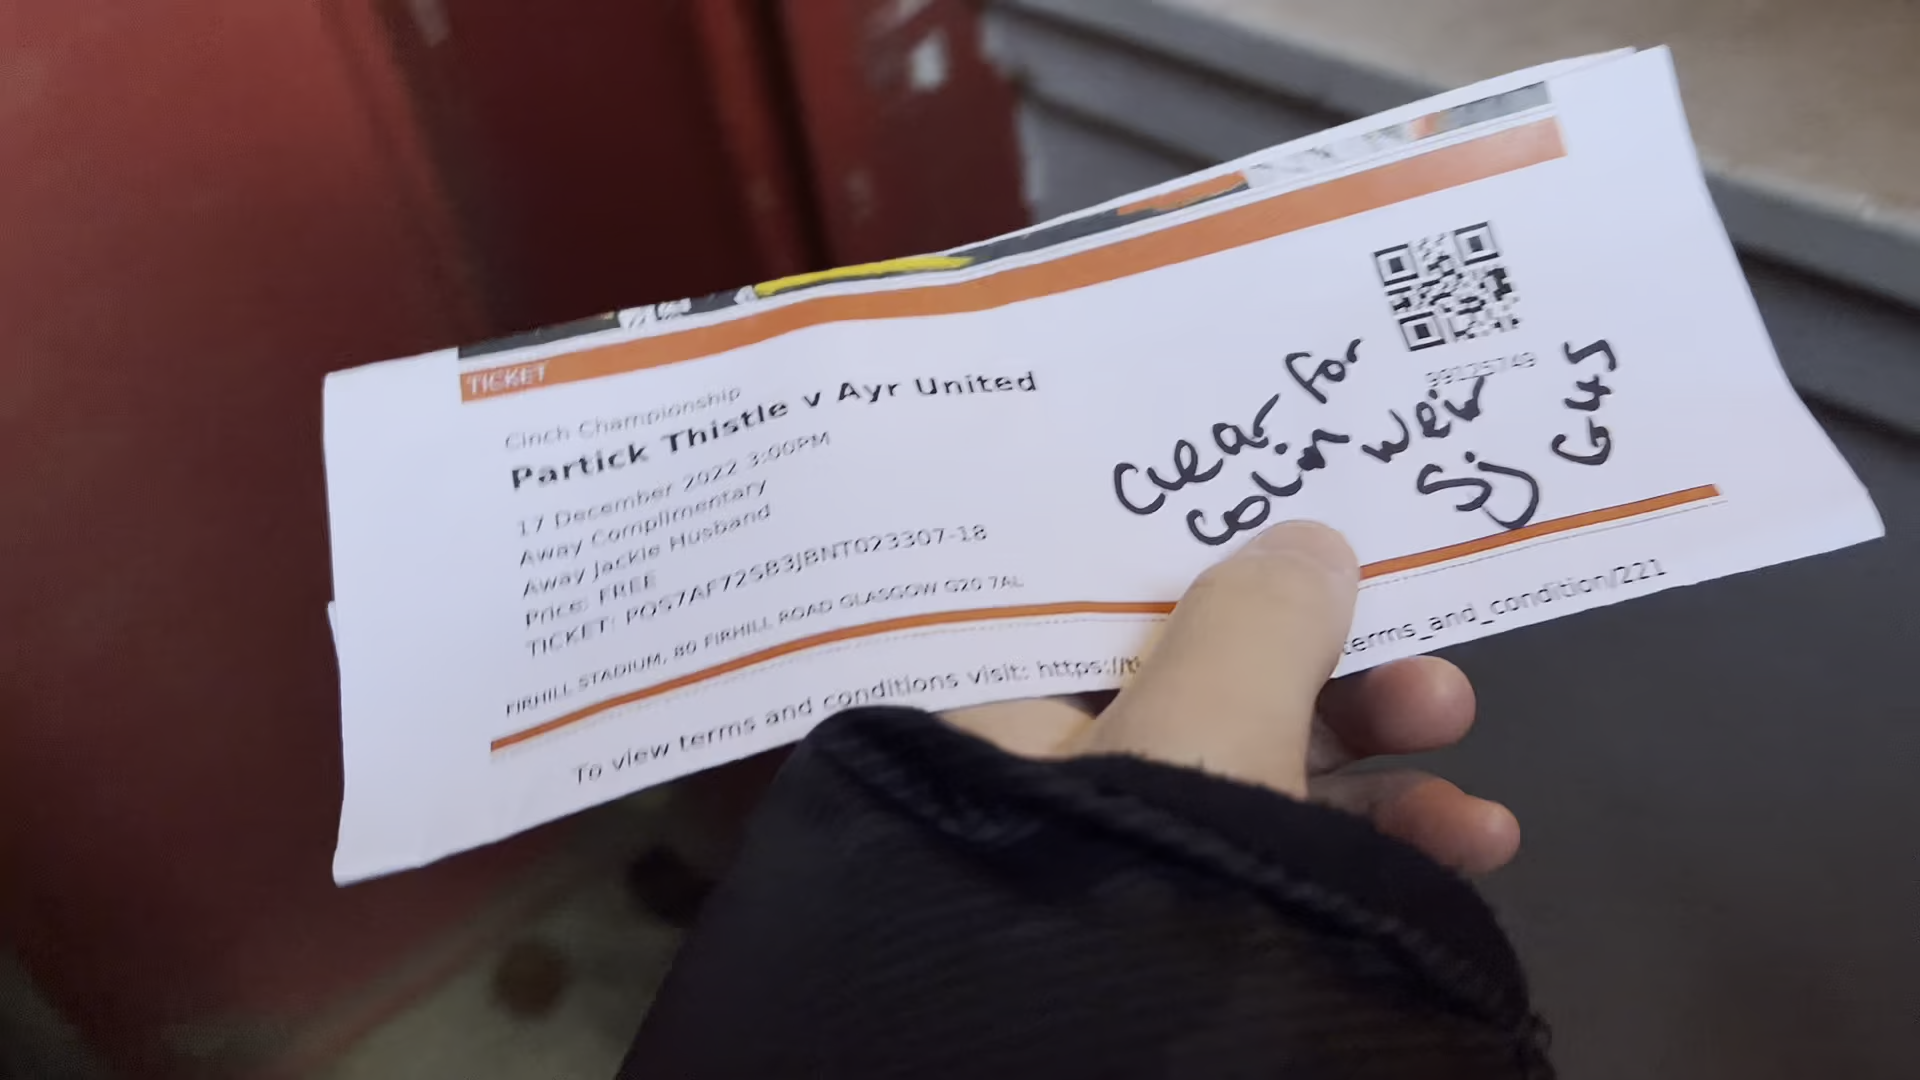 TICKET
Cinch Championship
Partick Thistle v Ayr United
17 December 2022 3:00PM
Away Complimentary
Away Jackie Husband
Price: FREE
TICKET: POS7AF72SB3JBNT023307-18
FIRHILL STADIUM, 80 FIRHILL ROAD GLASGOW G20 7AL
To view terms and conditions visit: https://t
terms_and_condition/221
Clear for
Colin Weir
G4S